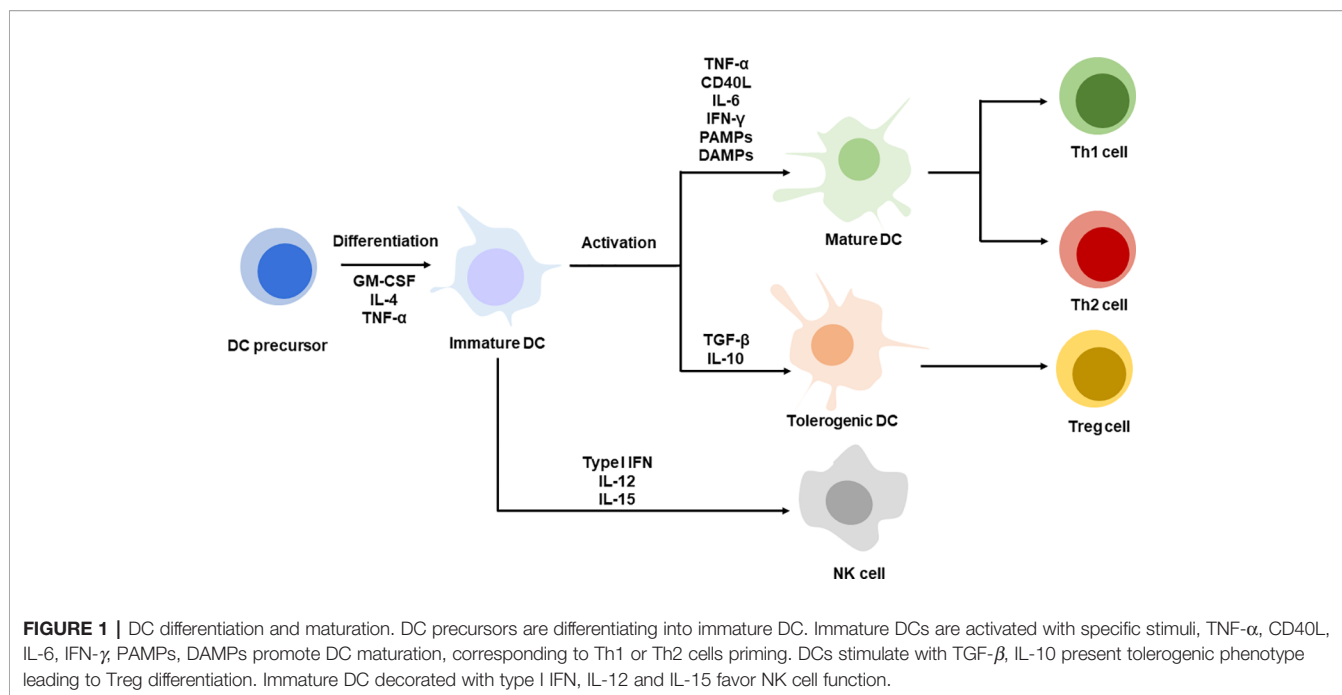 TNF-α
CD40L
IL-6
IFN-γ
PAMPs
DAMPs
Th1 cell
Differentiation
Activation
Mature DC
GM-CSF
IL-4
TNF-α
Th2 cell
DC precursor
Immature DC
TGF-β
IL-10
Tolerogenic DC
Treg cell
Type I IFN
IL-12
IL-15
NK cell
FIGURE 1 | DC differentiation and maturation. DC precursors are differentiating into immature DC. Immature DCs are activated with specific stimuli, TNF-α, CD40L,
IL-6, IFN-γ, PAMPs, DAMPs promote DC maturation, corresponding to Th1 or Th2 cells priming. DCs stimulate with TGF-β, IL-10 present tolerogenic phenotype
leading to Treg differentiation. Immature DC decorated with type I IFN, IL-12 and IL-15 favor NK cell function.